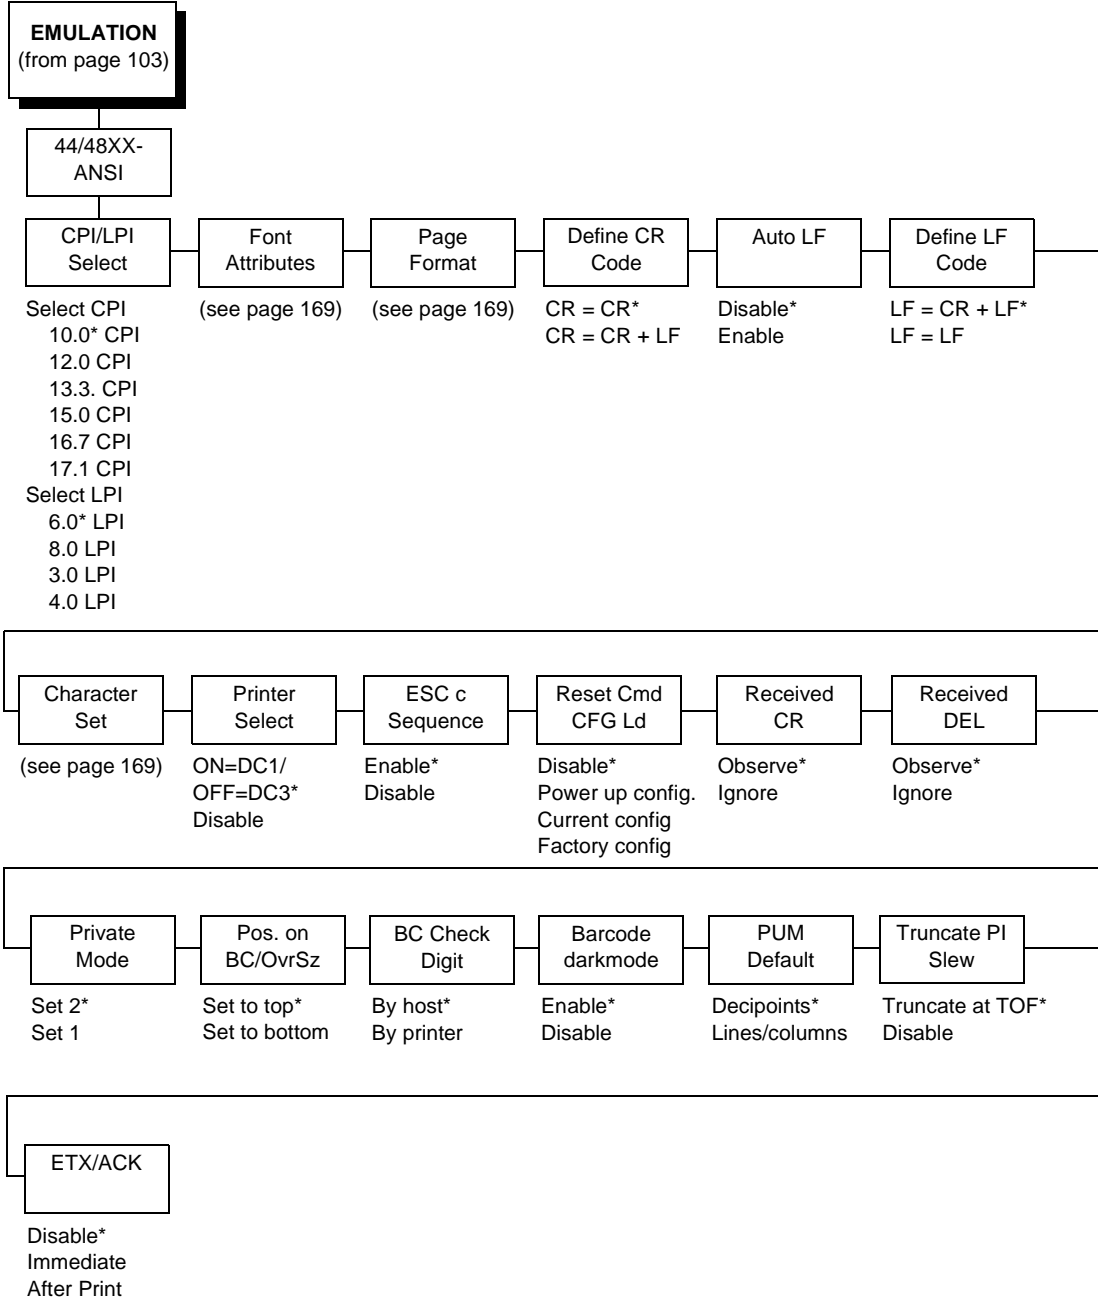 EMULATION
(from page 103)
44/48XX-
ANSI
CPI/LPI
Select
Select CPI
10.0* CPI
12.0 CPI
13.3. CPI
15.0 CPI
16.7 CPI
17.1 CPI
Select LPI
6.0* LPI
8.0 LPI
3.0 LPI
4.0 LPI
Font
Attributes
(see page 169)
Page
Format
(see page 169)
Define CR
Code
CR = CR*
CR = CR + LF
Auto LF
Disable*
Enable
Define LF
Code
LF = CR + LF*
LF = LF
Character
Set
(see page 169)
Printer
Select
ON=DC1/
OFF=DC3*
Disable
ESC c
Sequence
Enable*
Disable
Reset Cmd
CFG Ld
Disable*
Power up config.
Current config
Factory config
Received
CR
Observe*
Ignore
Received
DEL
Observe*
Ignore
Private
Mode
Set 2*
Set 1
Pos. on
BC/OvrSz
Set to top*
Set to bottom
BC Check
Digit
By host*
By printer
Barcode
darkmode
Enable*
Disable
PUM
Default
Decipoints*
Lines/columns
Truncate PI
Slew
Truncate at TOF*
Disable
ETX/ACK
Disable*
Immediate
After Print